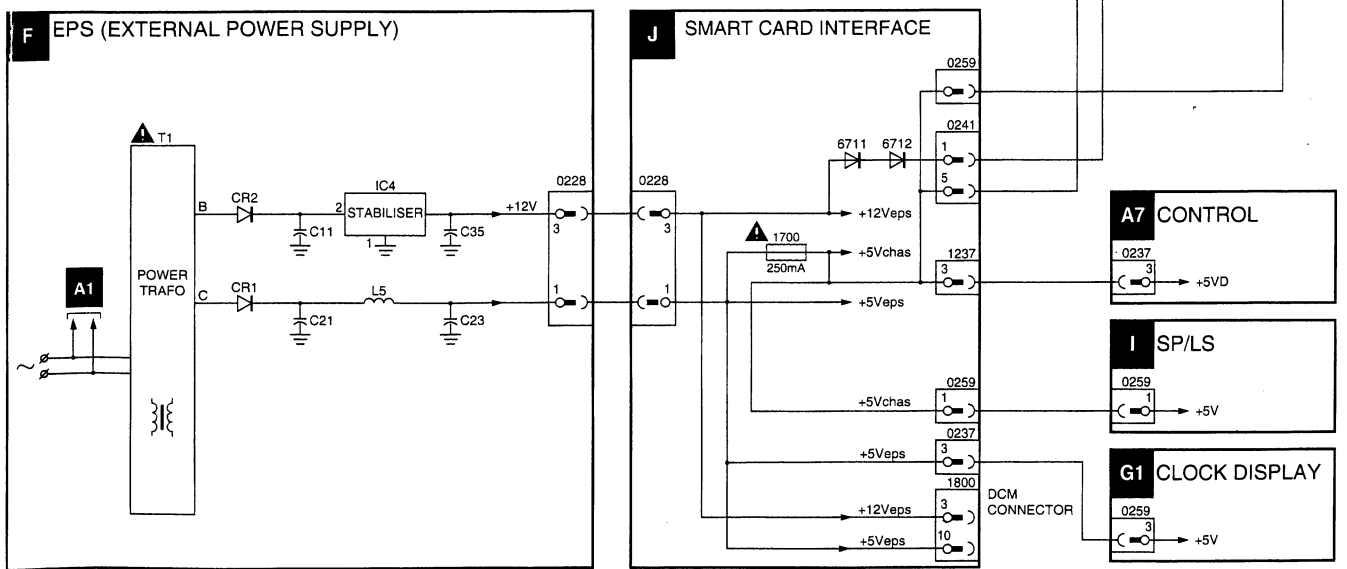 F EPS (EXTERNAL POWER SUPPLY)
T1
B
CR2
C11
IC4
2 STABILISER
1
C35
+12V
0228
3
POWER
TRAFO
A1
C
CR1
C21
L5
C23
1
~
J SMART CARD INTERFACE
0259
0241
6711 6712
1
5
0228
3
+12Veps
1700
250mA
+5Vchas
1237
3
1
+5Veps
0259
+5Vchas
1
0237
+5Veps
3
1800
+12Veps
3
+5Veps
10
DCM
CONNECTOR
A7 CONTROL
0237
3
+5VD
I SP/LS
0259
1
+5V
G1 CLOCK DISPLAY
0259
3
+5V